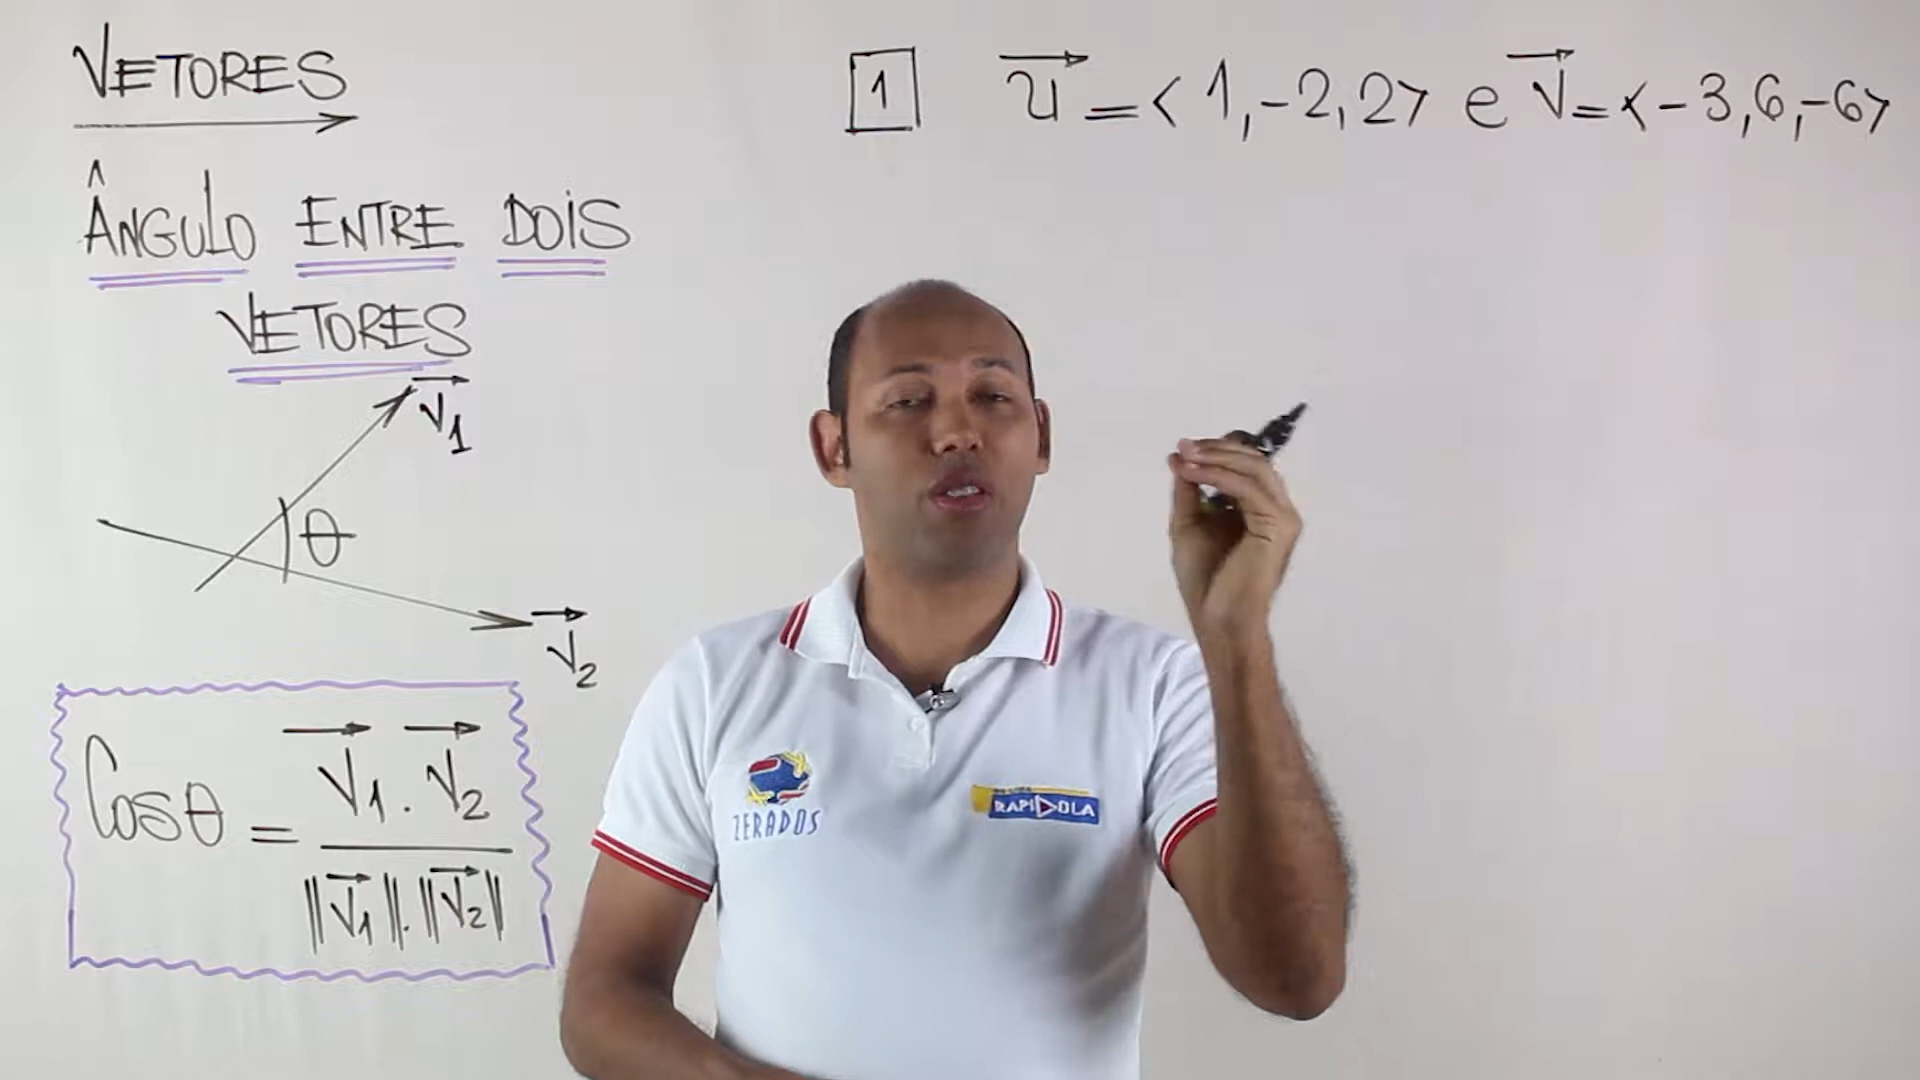 VETORES
ÂNGULO ENTRE DOIS
VETORES
V1
θ
V2
Cosθ = V1 . V2
||V1|| . ||V2||
1 u = <1, -2, 2> e v = <-3, 6, -6>
ZERADOS
RAPIDOLA